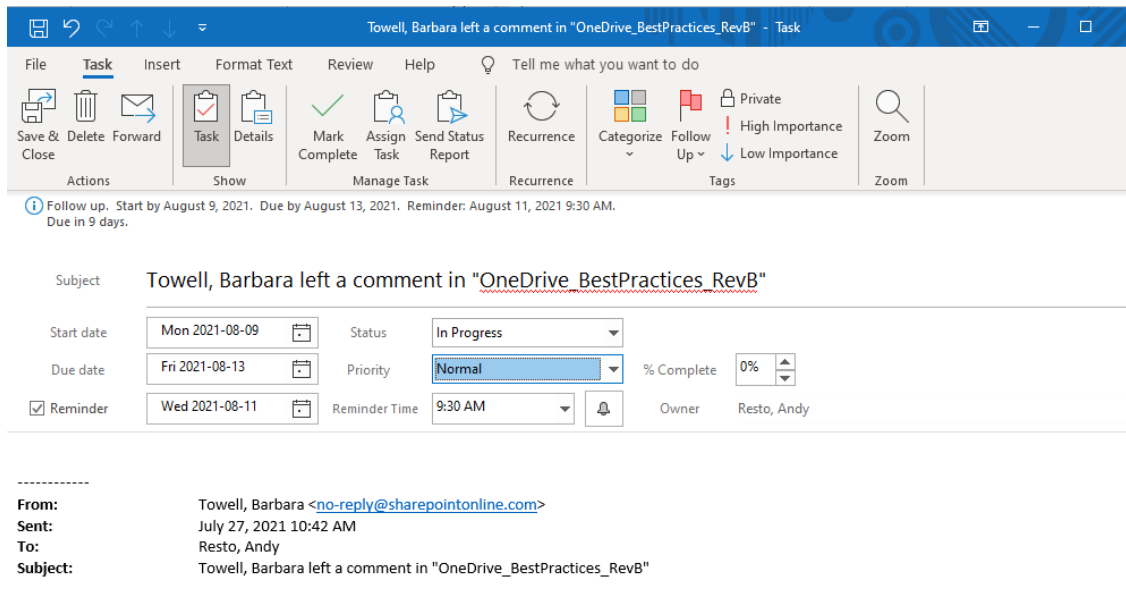 Towell, Barbara left a comment in "OneDrive_BestPractices_RevB" - Task
File Task Insert Format Text Review Help Tell me what you want to do
Save & Close Delete Forward Task Details Mark Complete Assign Task Send Status Report Recurrence Categorize Follow Up Private High Importance Low Importance Zoom
Actions Show Manage Task Recurrence Tags Zoom
Follow up. Start by August 9, 2021. Due by August 13, 2021. Reminder: August 11, 2021 9:30 AM.
Due in 9 days.
Subject Towell, Barbara left a comment in "OneDrive_BestPractices_RevB"
Start date Mon 2021-08-09 Status In Progress
Due date Fri 2021-08-13 Priority Normal % Complete 0%
Reminder Wed 2021-08-11 Reminder Time 9:30 AM Owner Resto, Andy
------------
From: Towell, Barbara <no-reply@sharepointonline.com>
Sent: July 27, 2021 10:42 AM
To: Resto, Andy
Subject: Towell, Barbara left a comment in "OneDrive_BestPractices_RevB"